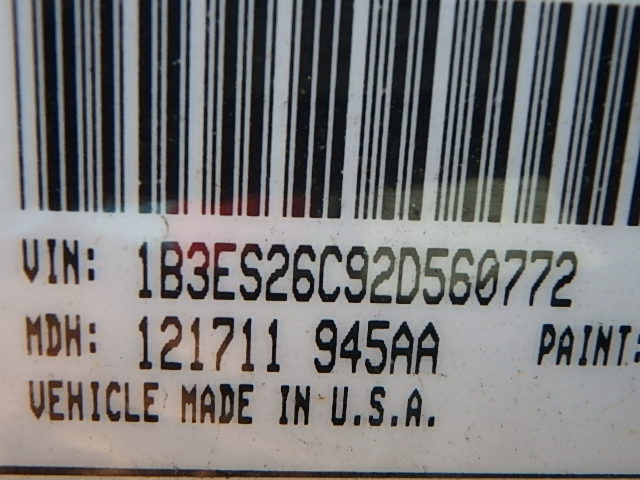 VIN: 1B3ES26C92D560772
MDH: 121711 945AA PAINT:
VEHICLE MADE IN U.S.A.